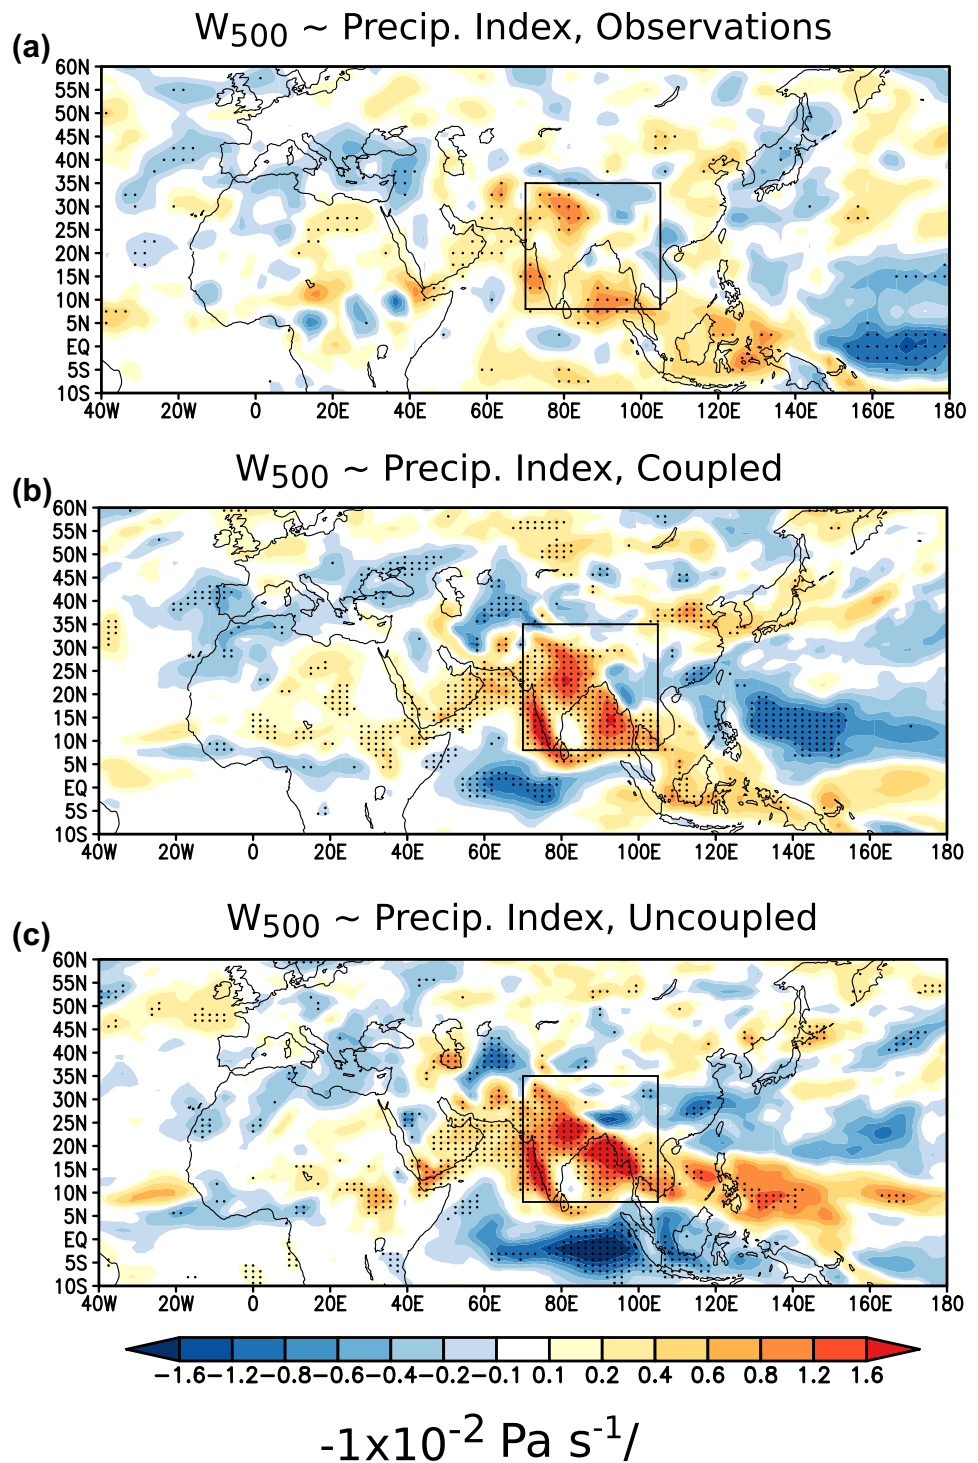 W500 ~ Precip. Index, Observations
(a)
60N
55N
50N
45N
40N
35N
30N
25N
20N
15N
10N
5N
EQ
5S
10S
40W 20W 0 20E 40E 60E 80E 100E 120E 140E 160E 180
W500 ~ Precip. Index, Coupled
(b)
60N
55N
50N
45N
40N
35N
30N
25N
20N
15N
10N
5N
EQ
5S
10S
40W 20W 0 20E 40E 60E 80E 100E 120E 140E 160E 180
W500 ~ Precip. Index, Uncoupled
(c)
60N
55N
50N
45N
40N
35N
30N
25N
20N
15N
10N
5N
EQ
5S
10S
40W 20W 0 20E 40E 60E 80E 100E 120E 140E 160E 180
−1.6 −1.2 −0.8 −0.6 −0.4 −0.2 −0.1 0.1 0.2 0.4 0.6 0.8 1.2 1.6
-1x10-2 Pa s-1/